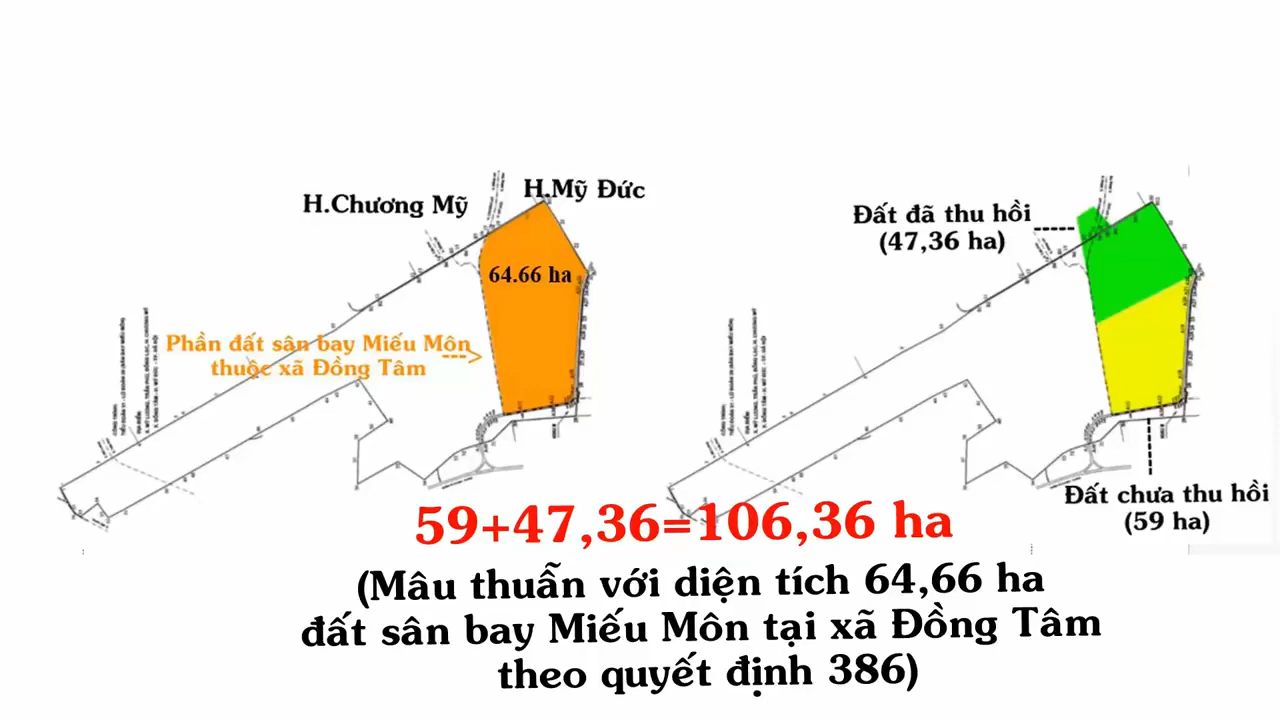 H.Chương Mỹ
H.Mỹ Đức
64.66 ha
Phần đất sân bay Miếu Môn
thuộc xã Đồng Tâm
Đất đã thu hồi
(47,36 ha)
Đất chưa thu hồi
(59 ha)
59+47,36=106,36 ha
(Mâu thuẫn với diện tích 64,66 ha
đất sân bay Miếu Môn tại xã Đồng Tâm
theo quyết định 386)